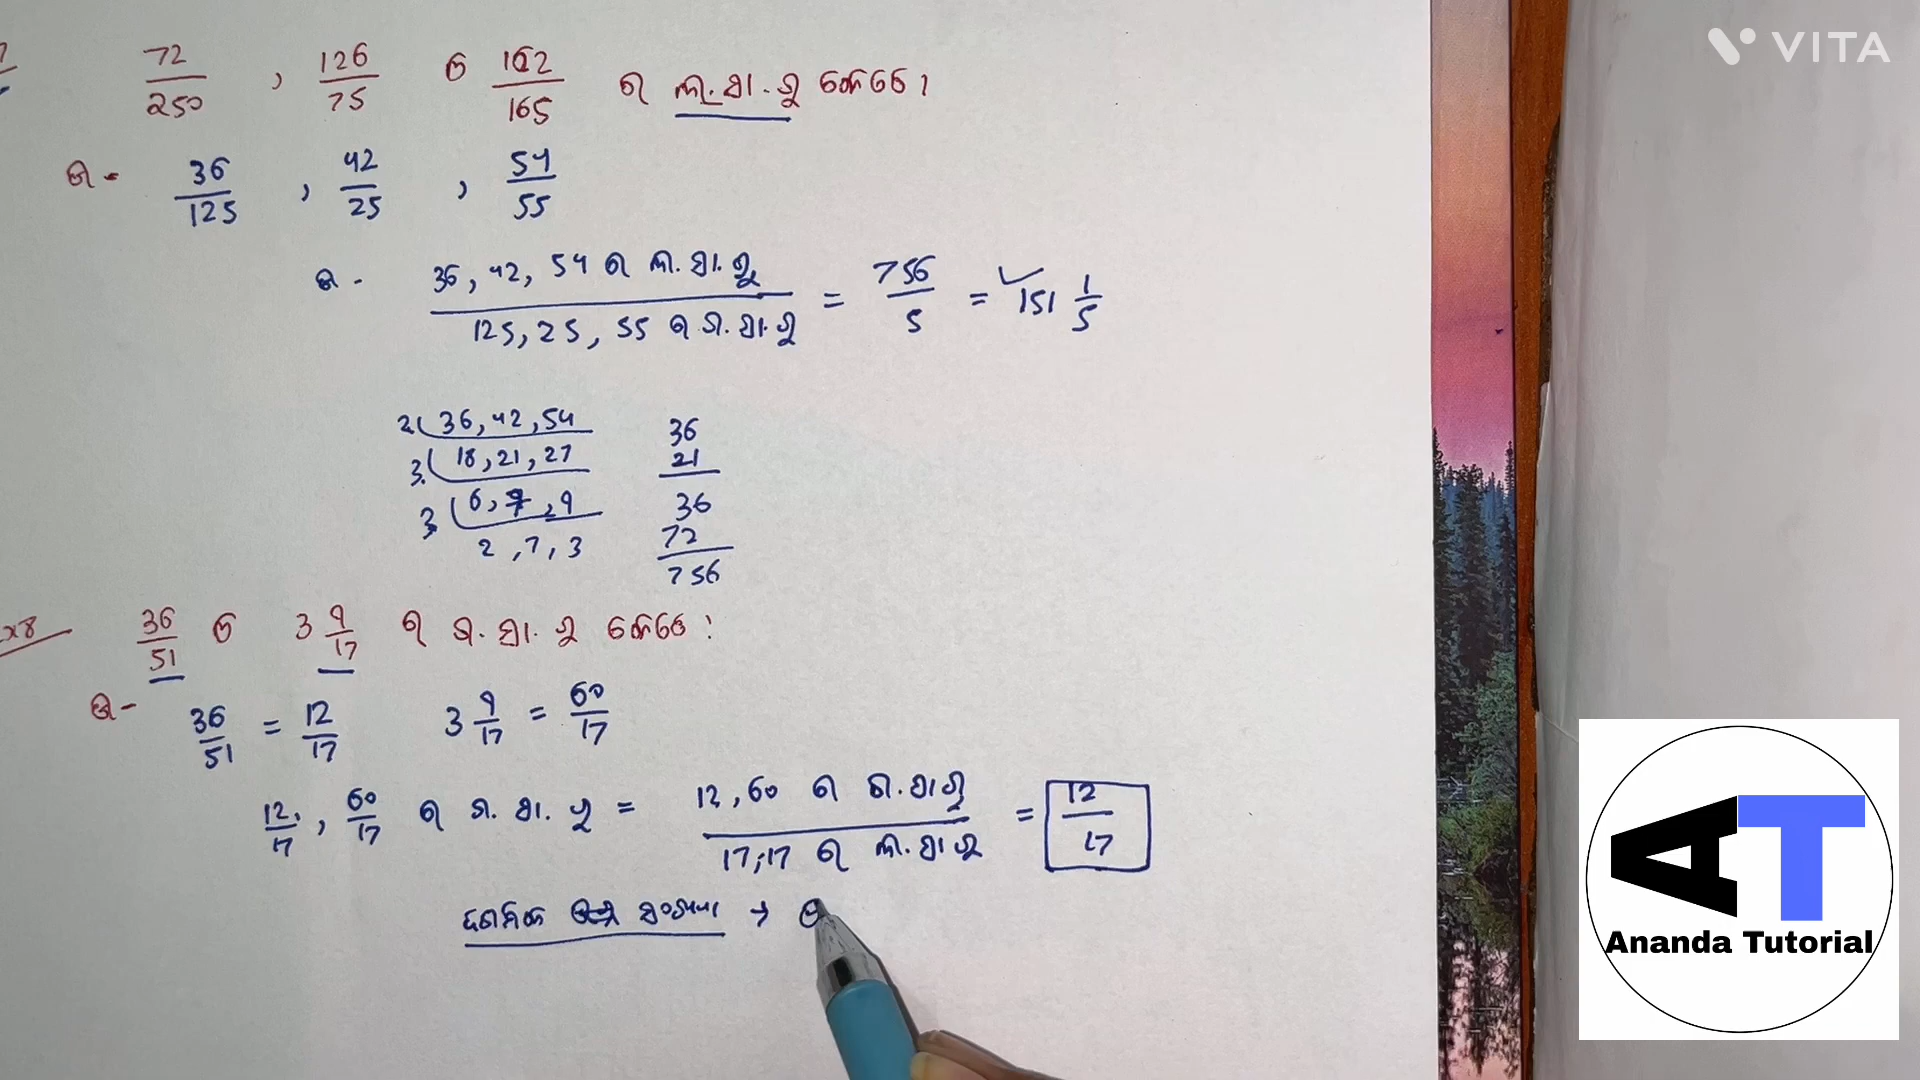 VITA
72/250 , 126/75 ଓ 162/165 ର ଲ.ସା.ଗୁ କେତେ ?
ଉ- 36/125 , 42/25 , 54/55
ଉ- 36, 42, 54 ର ଲ.ସା.ଗୁ / 125, 25, 55 ର ଗ.ସା.ଗୁ = 756/5 = 151 1/5
2 36, 42, 54
3 18, 21, 27
3 6, 7, 9
2, 7, 3
36
21
36
72
756
x8 36/51 ଓ 3 9/17 ର ଗ.ସା.ଗୁ କେତେ ?
ଉ- 36/51 = 12/17 3 9/17 = 60/17
12/17 , 60/17 ର ଗ.ସା.ଗୁ = 12, 60 ର ଗ.ସା.ଗୁ / 17, 17 ର ଲ.ସା.ଗୁ = 12/17
ଦଶମିକ ସଂଖ୍ୟା →
AT
Ananda Tutorial